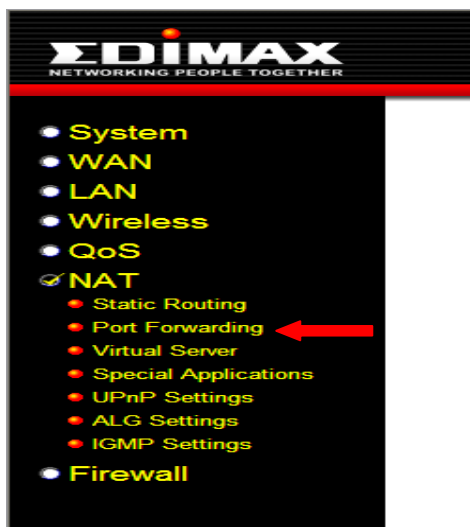 EDIMAX
NETWORKING PEOPLE TOGETHER
System
WAN
LAN
Wireless
QoS
NAT
Static Routing
Port Forwarding
Virtual Server
Special Applications
UPnP Settings
ALG Settings
IGMP Settings
Firewall